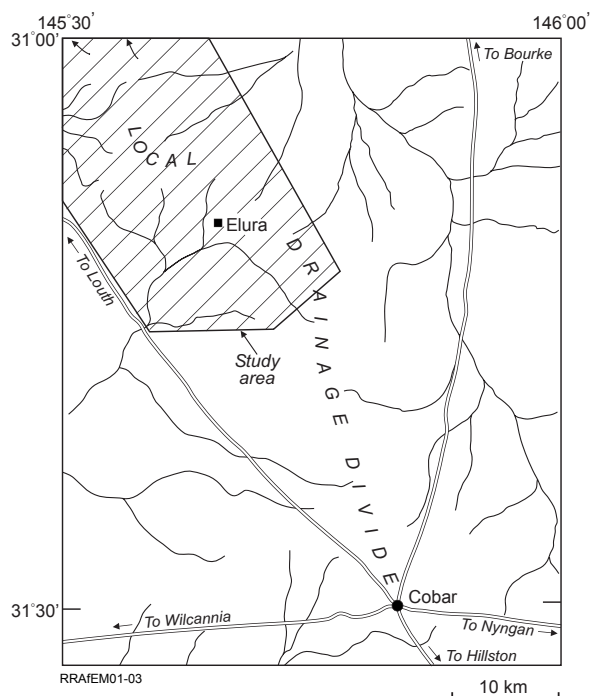 145°30'
146°00'
31°00'
To Bourke
LOCAL
Elura
To Louth
DRAINAGE DIVIDE
Study
area
31°30'
Cobar
To Wilcannia
To Nyngan
To Hillston
RRAfEM01-03
10 km